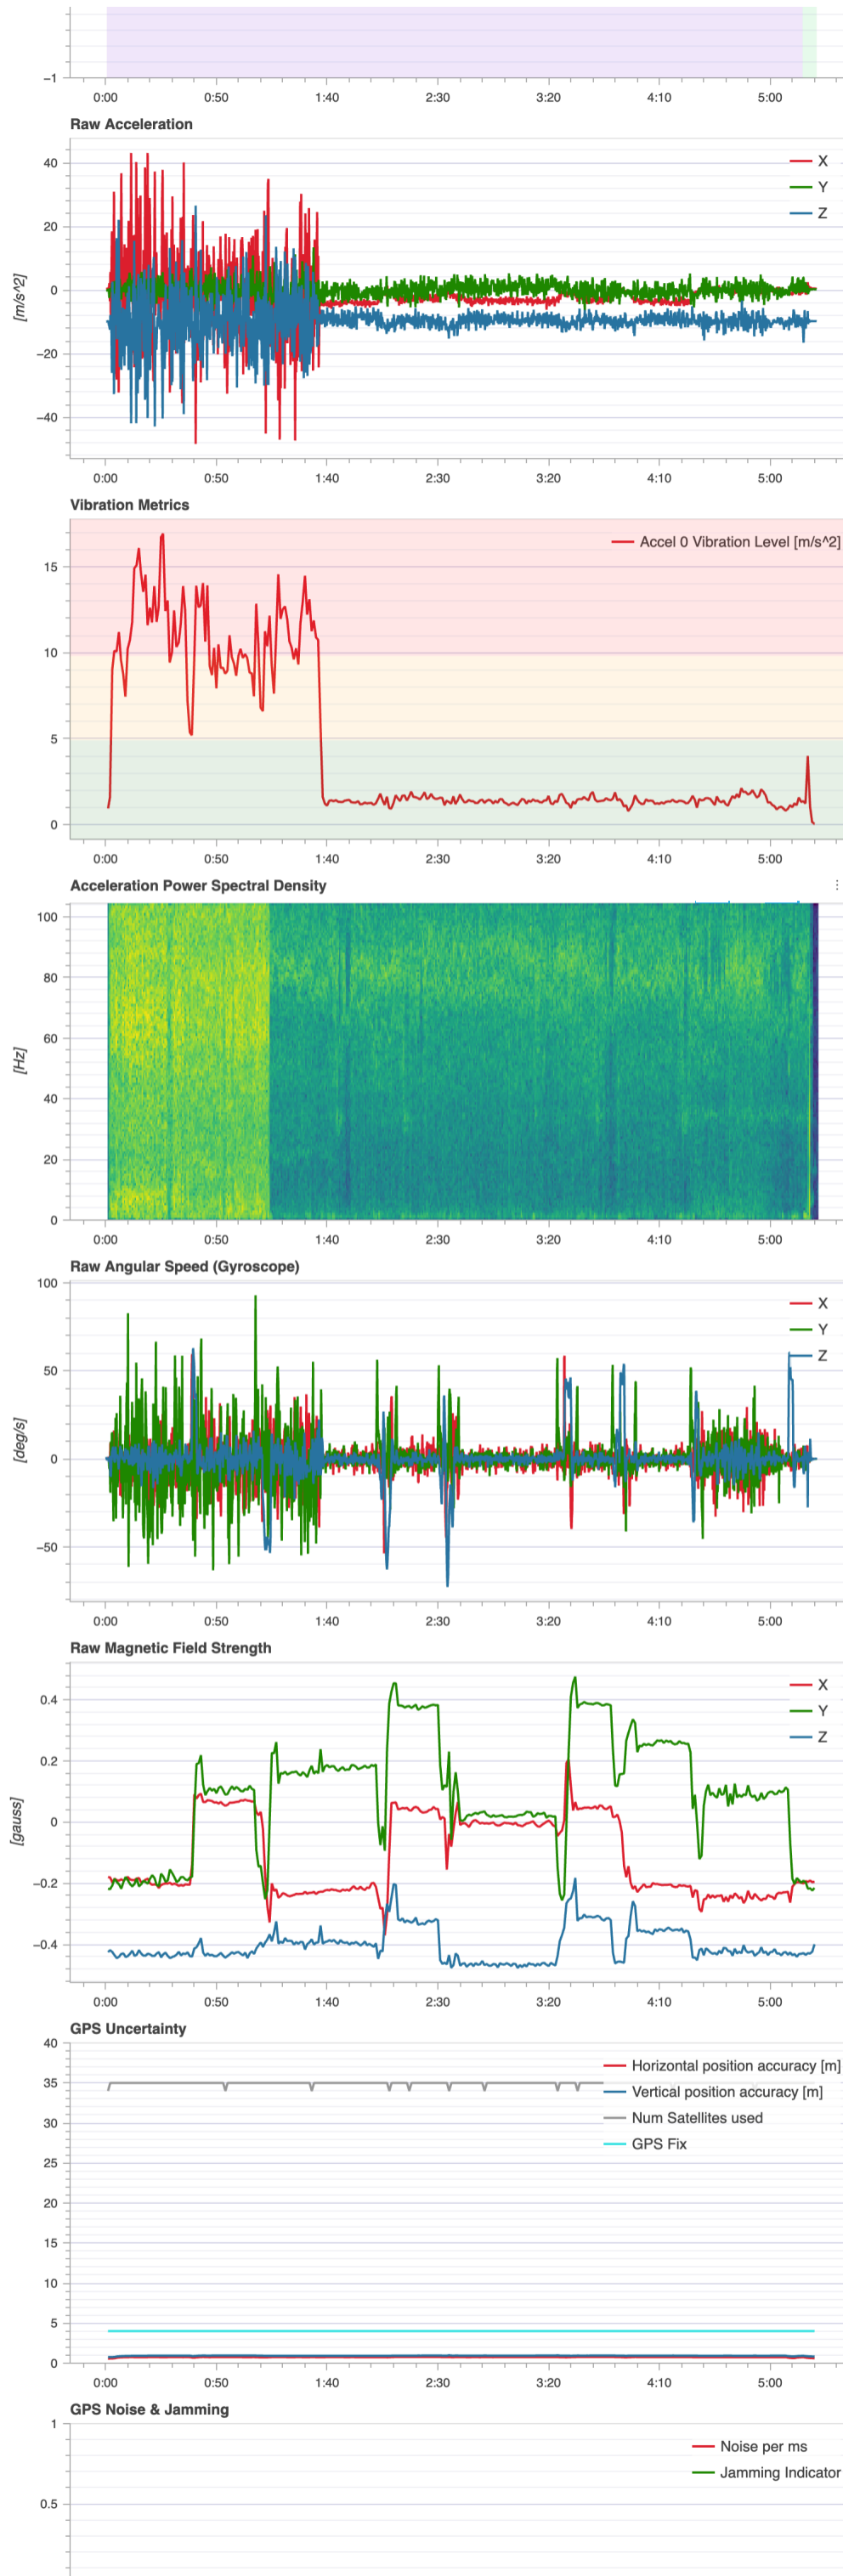 −1
0:00 0:50 1:40 2:30 3:20 4:10 5:00
Raw Acceleration
40
20
0
−20
−40
[m/s^2]
X
Y
Z
0:00 0:50 1:40 2:30 3:20 4:10 5:00
Vibration Metrics
Accel 0 Vibration Level [m/s^2]
15
10
5
0
0:00 0:50 1:40 2:30 3:20 4:10 5:00
Acceleration Power Spectral Density
100
80
60
40
20
0
[Hz]
0:00 0:50 1:40 2:30 3:20 4:10 5:00
Raw Angular Speed (Gyroscope)
100
50
0
−50
[deg/s]
X
Y
Z
0:00 0:50 1:40 2:30 3:20 4:10 5:00
Raw Magnetic Field Strength
0.4
0.2
0
−0.2
−0.4
[gauss]
X
Y
Z
0:00 0:50 1:40 2:30 3:20 4:10 5:00
GPS Uncertainty
40
35
30
25
20
15
10
5
0
Horizontal position accuracy [m]
Vertical position accuracy [m]
Num Satellites used
GPS Fix
0:00 0:50 1:40 2:30 3:20 4:10 5:00
GPS Noise & Jamming
1
0.5
Noise per ms
Jamming Indicator